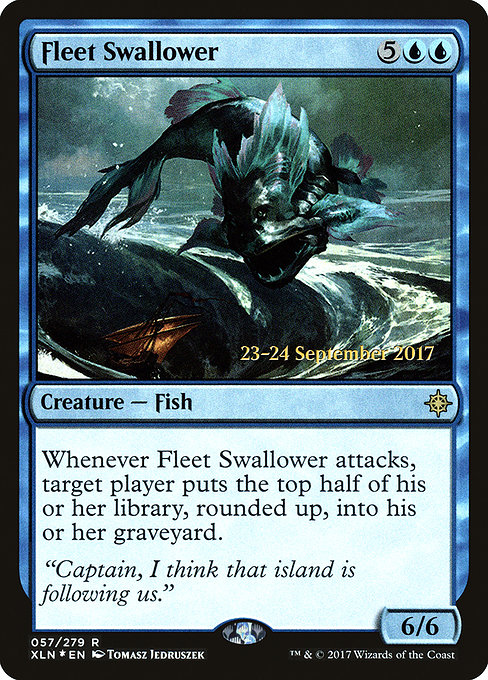 Fleet Swallower 5
23–24 September 2017
Creature — Fish
Whenever Fleet Swallower attacks,
target player puts the top half of his
or her library, rounded up, into his
or her graveyard.
“Captain, I think that island is
following us.”
6/6
057/279 R
XLN EN Tomasz Jedruszek
™ & © 2017 Wizards of the Coast